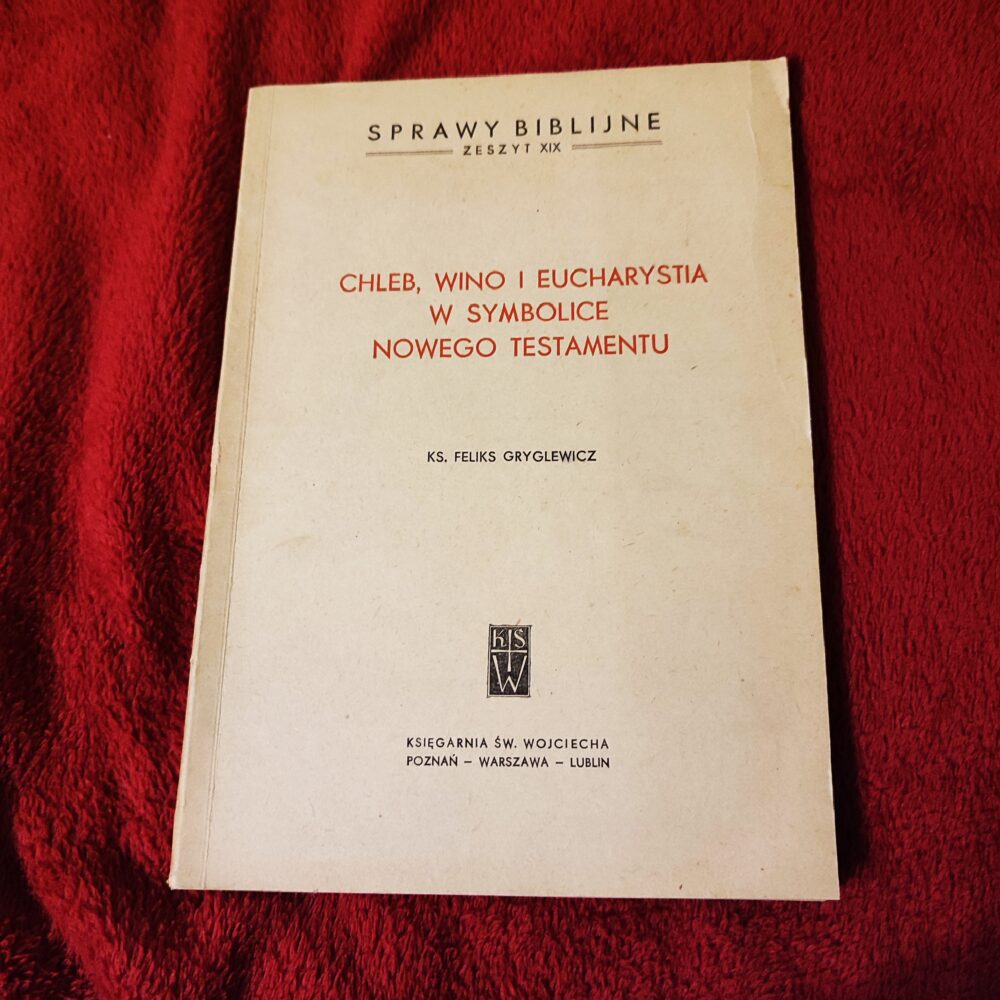 SPRAWY BIBLIJNE
ZESZYT XIX
CHLEB, WINO I EUCHARYSTIA
W SYMBOLICE
NOWEGO TESTAMENTU
KS. FELIKS GRYGLEWICZ
KŚ
W
KSIĘGARNIA ŚW. WOJCIECHA
POZNAŃ – WARSZAWA – LUBLIN